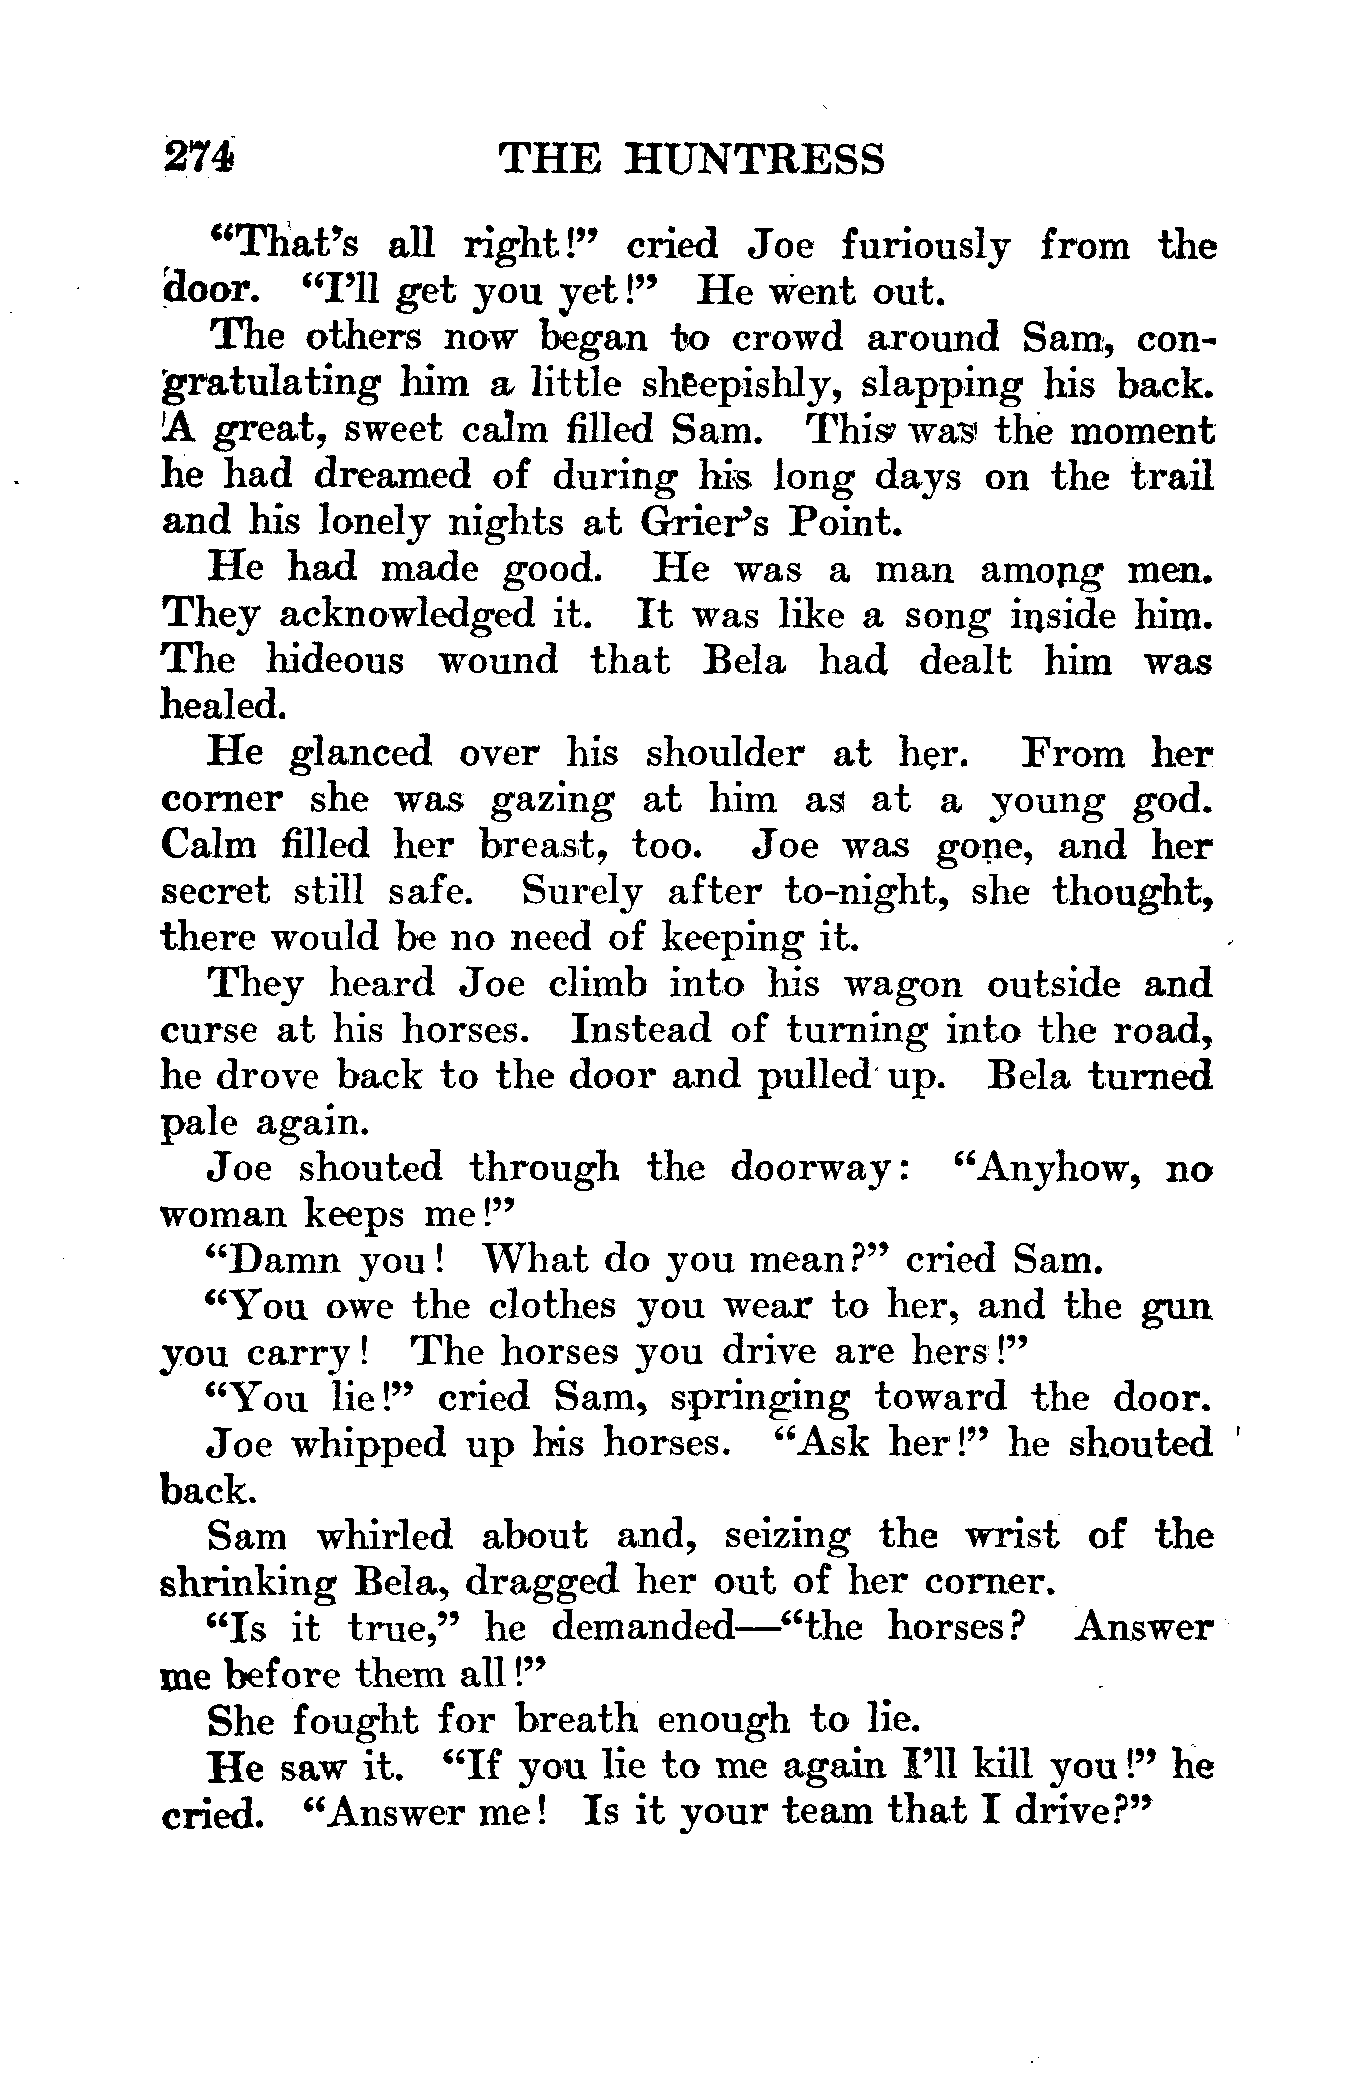 274 THE HUNTRESS
“That’s all right!” cried Joe furiously from the
door. “I’ll get you yet!” He went out.
The others now began to crowd around Sam, con-
gratulating him a little sheepishly, slapping his back.
A great, sweet calm filled Sam. This was the moment
he had dreamed of during his long days on the trail
and his lonely nights at Grier’s Point.
He had made good. He was a man among men.
They acknowledged it. It was like a song inside him.
The hideous wound that Bela had dealt him was
healed.
He glanced over his shoulder at her. From her
corner she was gazing at him as at a young god.
Calm filled her breast, too. Joe was gone, and her
secret still safe. Surely after to-night, she thought,
there would be no need of keeping it.
They heard Joe climb into his wagon outside and
curse at his horses. Instead of turning into the road,
he drove back to the door and pulled up. Bela turned
pale again.
Joe shouted through the doorway: “Anyhow, no
woman keeps me!”
“Damn you! What do you mean?” cried Sam.
“You owe the clothes you wear to her, and the gun
you carry! The horses you drive are hers!”
“You lie!” cried Sam, springing toward the door.
Joe whipped up his horses. “Ask her!” he shouted
back.
Sam whirled about and, seizing the wrist of the
shrinking Bela, dragged her out of her corner.
“Is it true,” he demanded—“the horses? Answer
me before them all!”
She fought for breath enough to lie.
He saw it. “If you lie to me again I’ll kill you!” he
cried. “Answer me! Is it your team that I drive?”